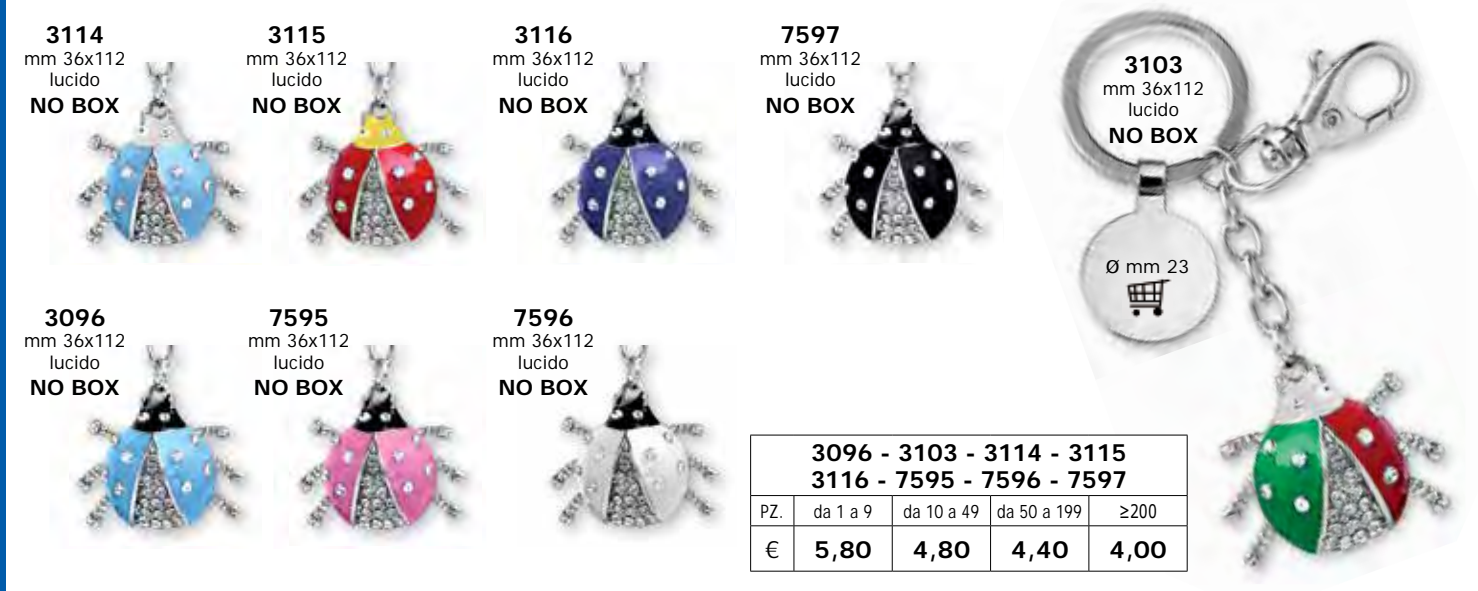 3114
mm 36x112
lucido
NO BOX
3115
mm 36x112
lucido
NO BOX
3116
mm 36x112
lucido
NO BOX
7597
mm 36x112
lucido
NO BOX
3103
mm 36x112
lucido
NO BOX
Ø mm 23
3096
mm 36x112
lucido
NO BOX
7595
mm 36x112
lucido
NO BOX
7596
mm 36x112
lucido
NO BOX
3096 - 3103 - 3114 - 3115
3116 - 7595 - 7596 - 7597
PZ. da 1 a 9 da 10 a 49 da 50 a 199 ≥200
€ 5,80 4,80 4,40 4,00